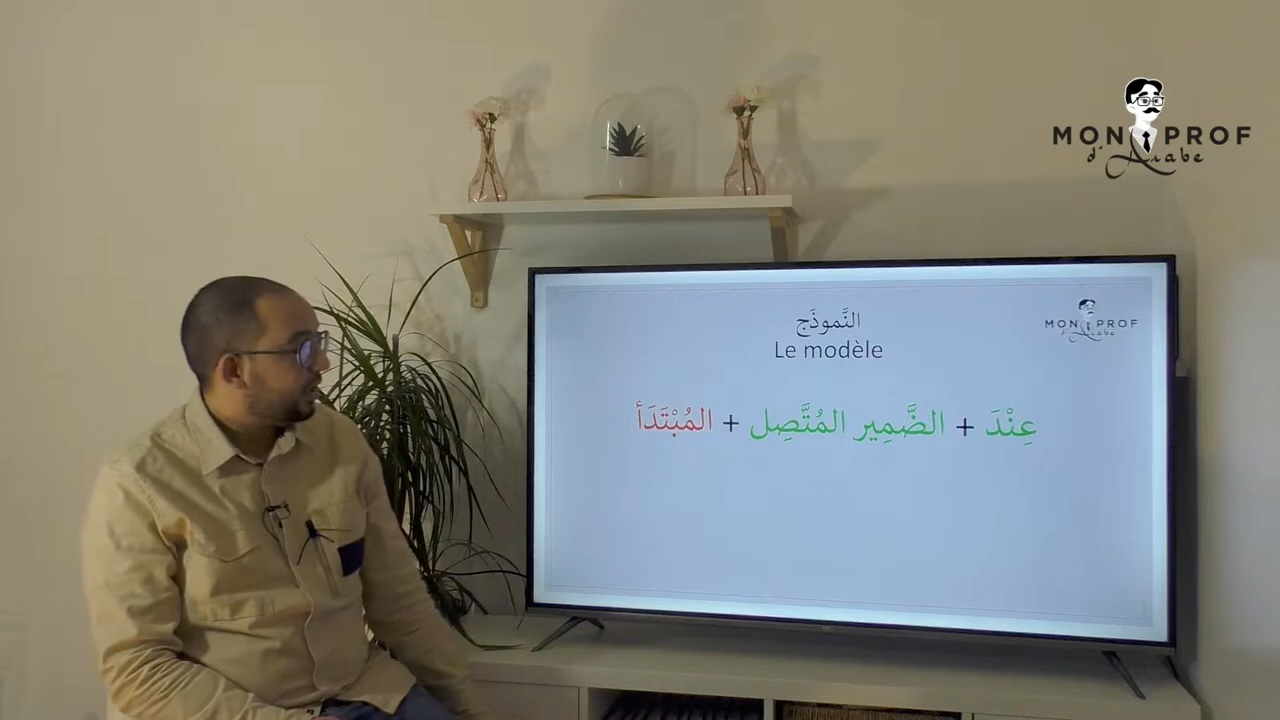 MON PROF
d'Arabe
النَّموذَج
MON PROF
d'Arabe
Le modèle
عِنْدَ + الضَّمِير المُتَّصِل + المُبْتَدَأ